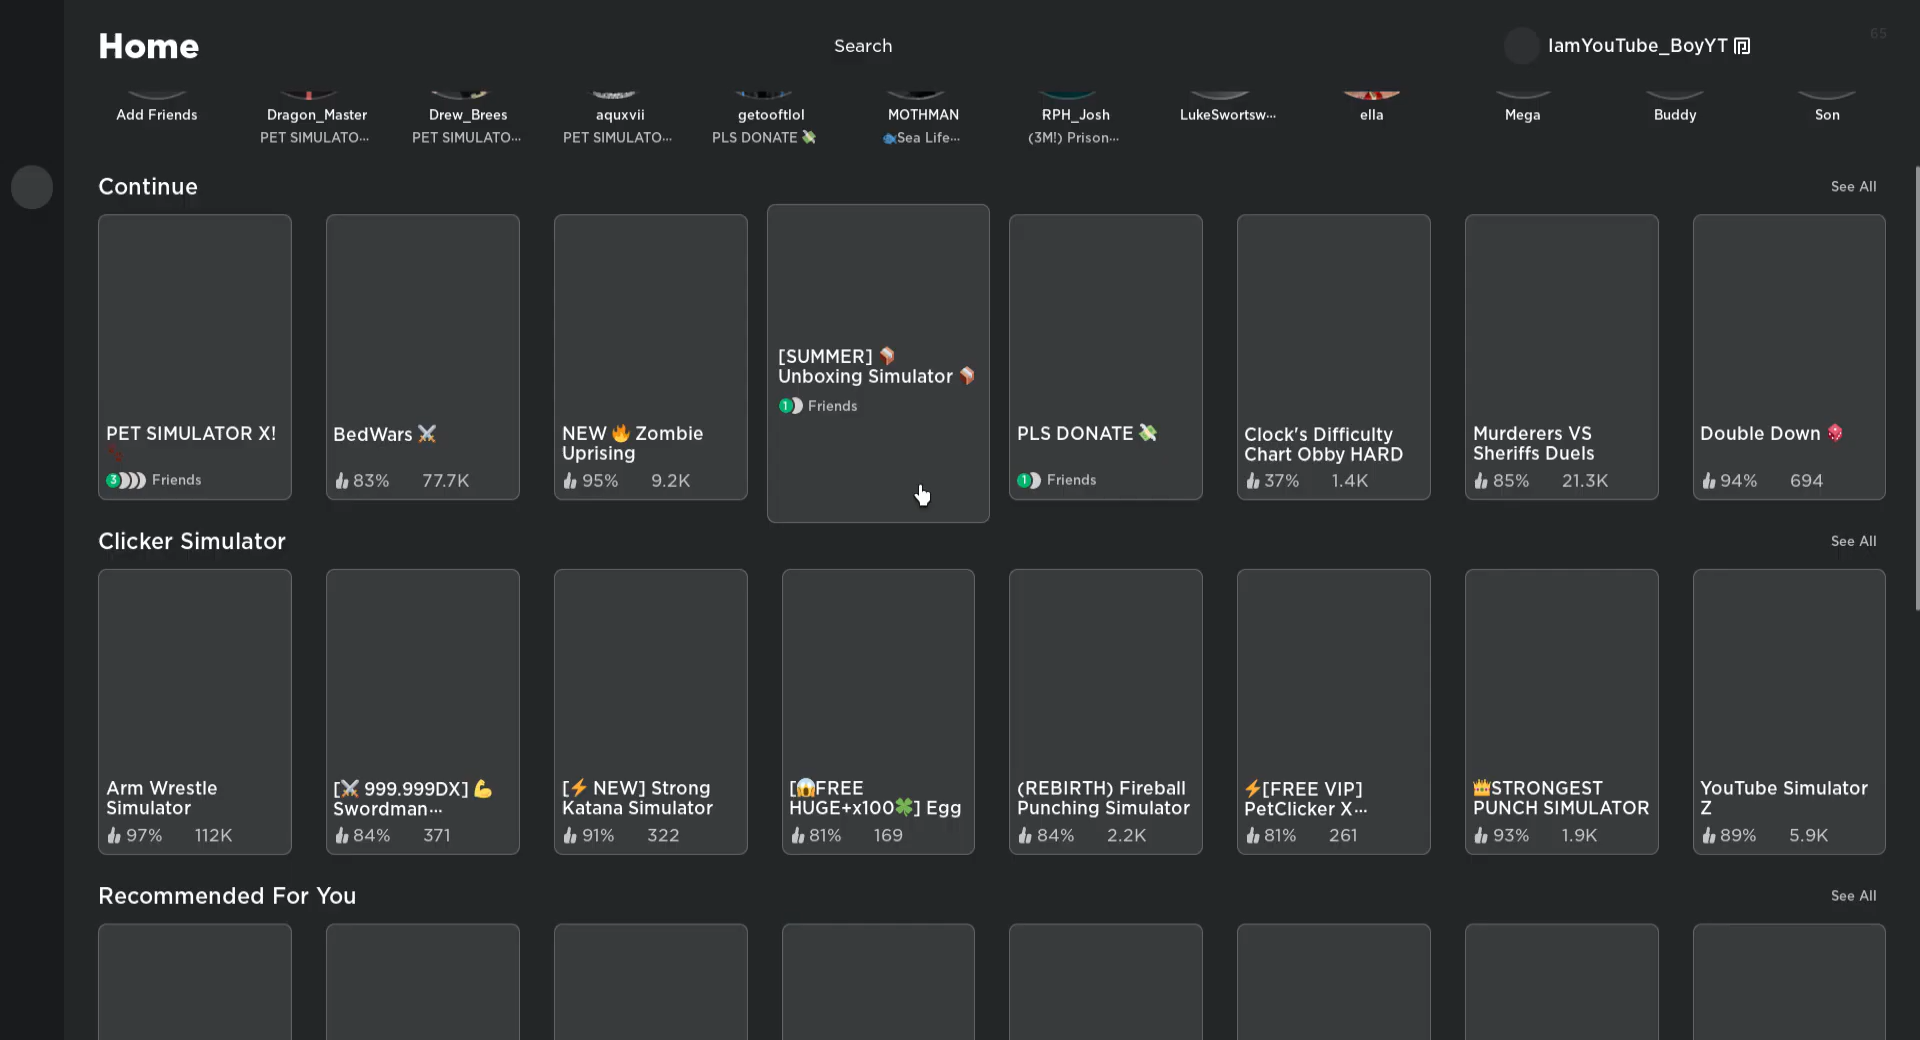 Home
Search
IamYouTube_BoyYT
65
Add Friends
Dragon_Master
Drew_Brees
aquxvii
getooftlol
MOTHMAN
RPH_Josh
LukeSwortsw...
ella
Mega
Buddy
Son
PET SIMULATO...
PET SIMULATO...
PET SIMULATO...
PLS DONATE 💸
🐟Sea Life...
(3M!) Prison...
Continue
See All
PET SIMULATOR X!
3 Friends
BedWars ⚔️
83% 77.7K
NEW 🔥 Zombie
Uprising
95% 9.2K
[SUMMER] 📦
Unboxing Simulator 📦
1 Friends
PLS DONATE 💸
1 Friends
Clock's Difficulty
Chart Obby HARD
37% 1.4K
Murderers VS
Sheriffs Duels
85% 21.3K
Double Down 🎲
94% 694
Clicker Simulator
See All
Arm Wrestle
Simulator
97% 112K
[⚔️ 999.999DX] 💪
Swordman...
84% 371
[⚡ NEW] Strong
Katana Simulator
91% 322
[😱FREE
HUGE+x100🍀] Egg
81% 169
(REBIRTH) Fireball
Punching Simulator
84% 2.2K
⚡[FREE VIP]
PetClicker X...
81% 261
👑STRONGEST
PUNCH SIMULATOR
93% 1.9K
YouTube Simulator
Z
89% 5.9K
Recommended For You
See All